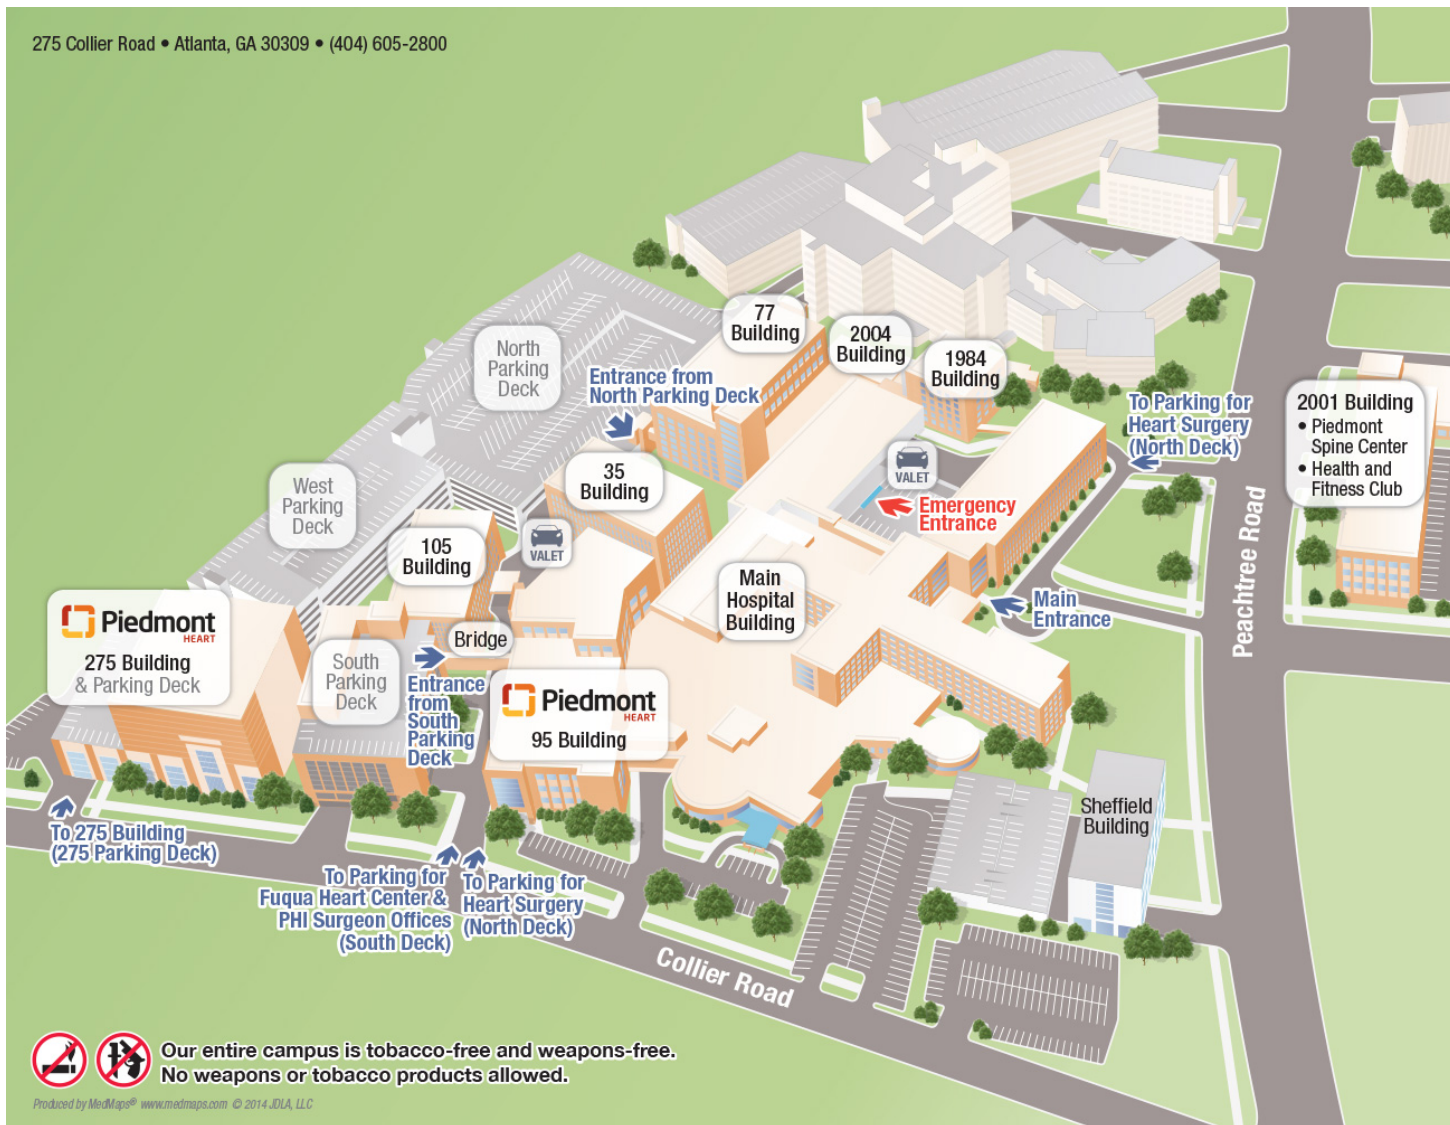 275 Collier Road • Atlanta, GA 30309 • (404) 605-2800
77
Building
2004
Building
1984
Building
North
Parking
Deck
Entrance from
North Parking Deck
To Parking for
Heart Surgery
(North Deck)
2001 Building
• Piedmont
Spine Center
• Health and
Fitness Club
35
Building
VALET
Emergency
Entrance
West
Parking
Deck
105
Building
VALET
Main
Hospital
Building
Main
Entrance
Peachtree Road
Piedmont
HEART
275 Building
& Parking Deck
South
Parking
Deck
Bridge
Entrance
from
South
Parking
Deck
Piedmont
HEART
95 Building
Sheffield
Building
To 275 Building
(275 Parking Deck)
To Parking for
Fuqua Heart Center &
PHI Surgeon Offices
(South Deck)
To Parking for
Heart Surgery
(North Deck)
Collier Road
Our entire campus is tobacco-free and weapons-free.
No weapons or tobacco products allowed.
Produced by MedMaps® www.medmaps.com © 2014 JDLA, LLC